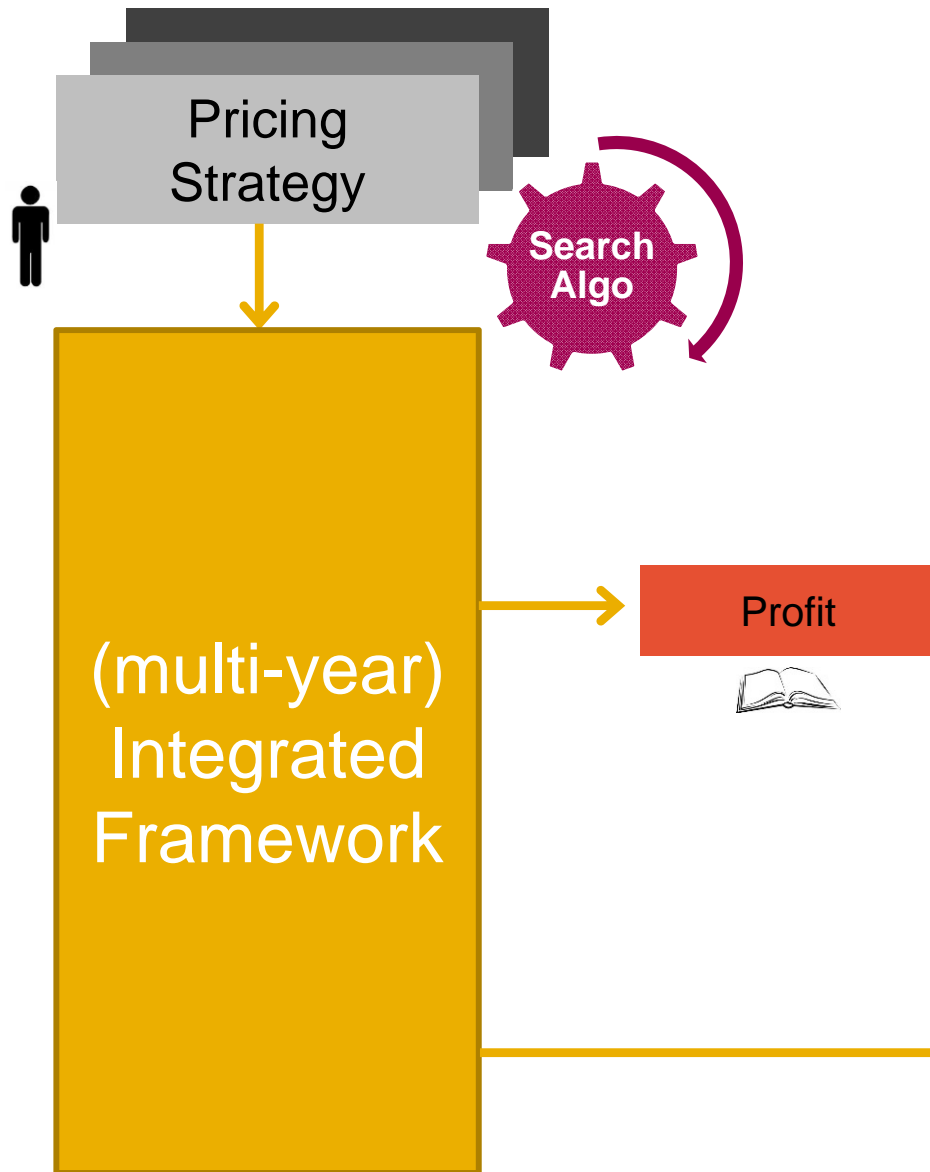 Pricing
Strategy
Search
Algo
Profit
(multi-year)
Integrated
Framework